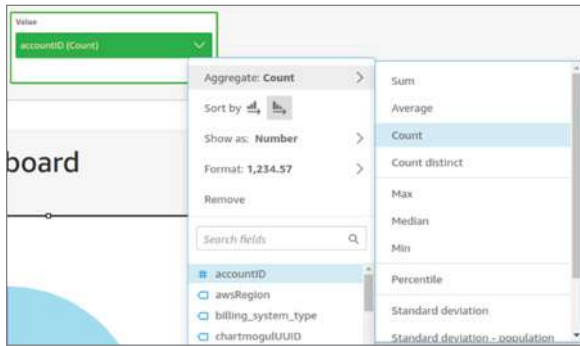 Value
accountID (Count)
board
Aggregate: Count
Sort by
Show as: Number
Format: 1,234.57
Remove
Search fields
# accountID
awsRegion
billing_system_type
chartmogulUUID
Sum
Average
Count
Count distinct
Max
Median
Min
Percentile
Standard deviation
Standard deviation - population